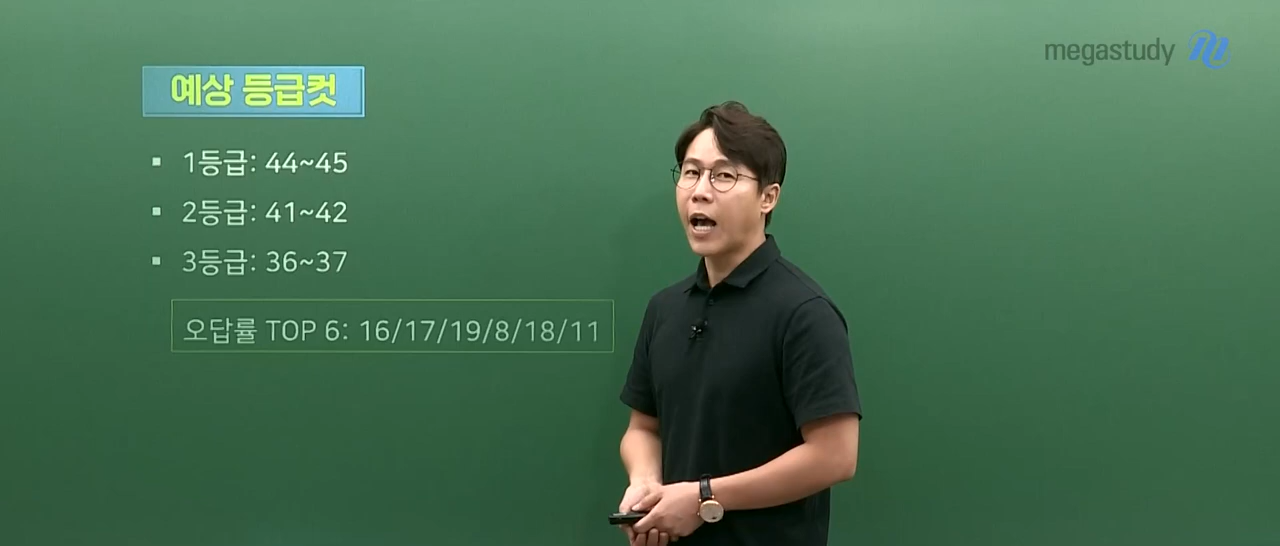 megastudy
예상 등급컷
▪ 1등급: 44~45
▪ 2등급: 41~42
▪ 3등급: 36~37
오답률 TOP 6: 16/17/19/8/18/11